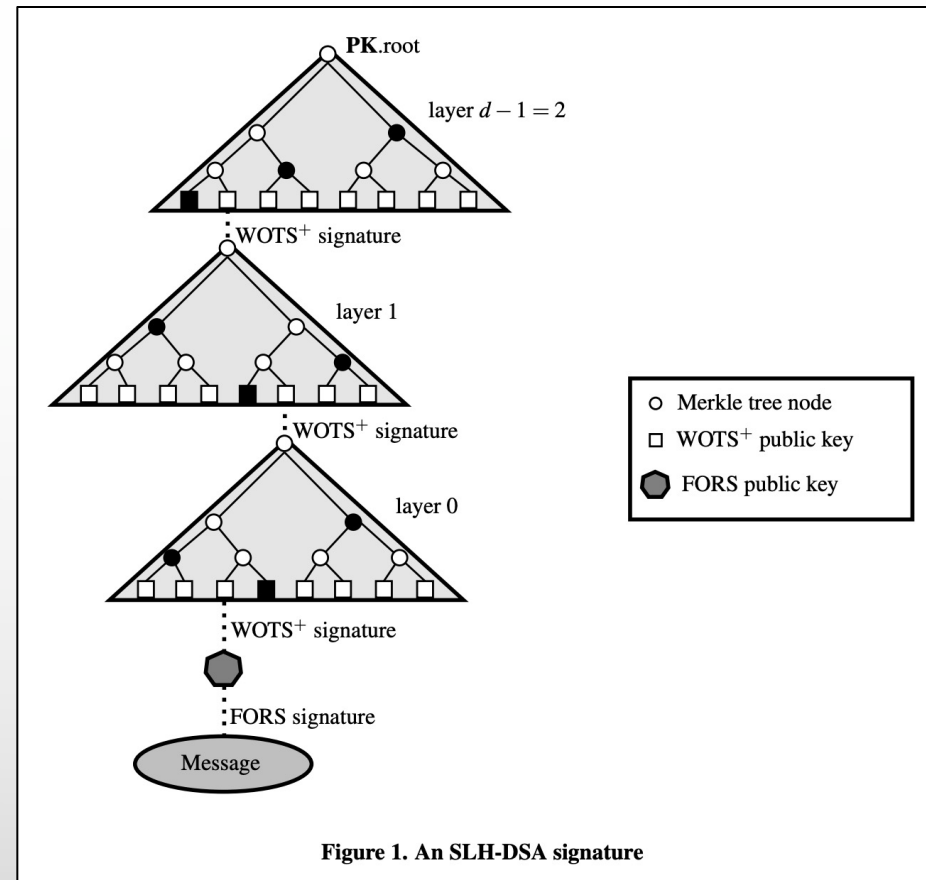 PK.root
layer d − 1 = 2
WOTS+ signature
layer 1
WOTS+ signature
layer 0
Merkle tree node
WOTS+ public key
FORS public key
WOTS+ signature
FORS signature
Message
Figure 1. An SLH-DSA signature